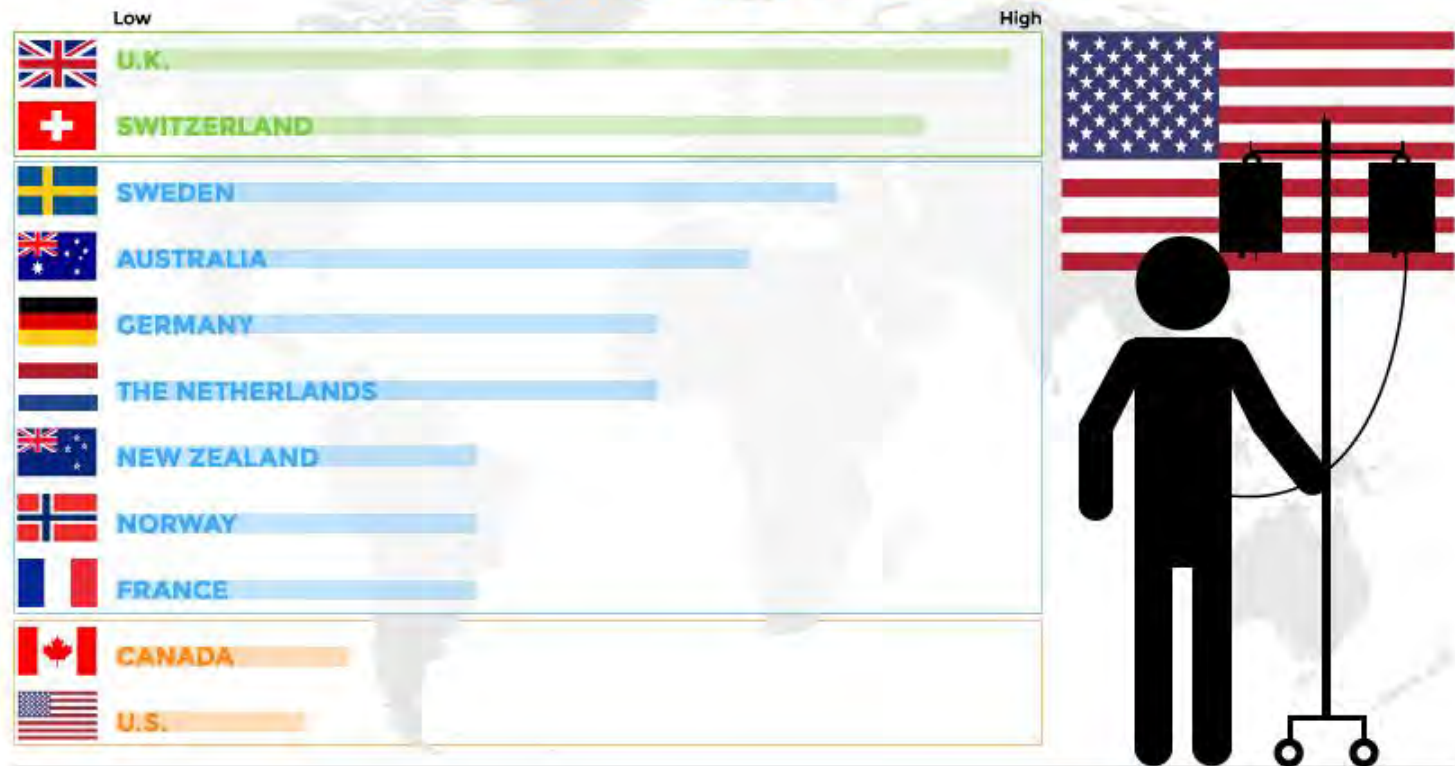 Low High
U.K.
SWITZERLAND
SWEDEN
AUSTRALIA
GERMANY
THE NETHERLANDS
NEW ZEALAND
NORWAY
FRANCE
CANADA
U.S.